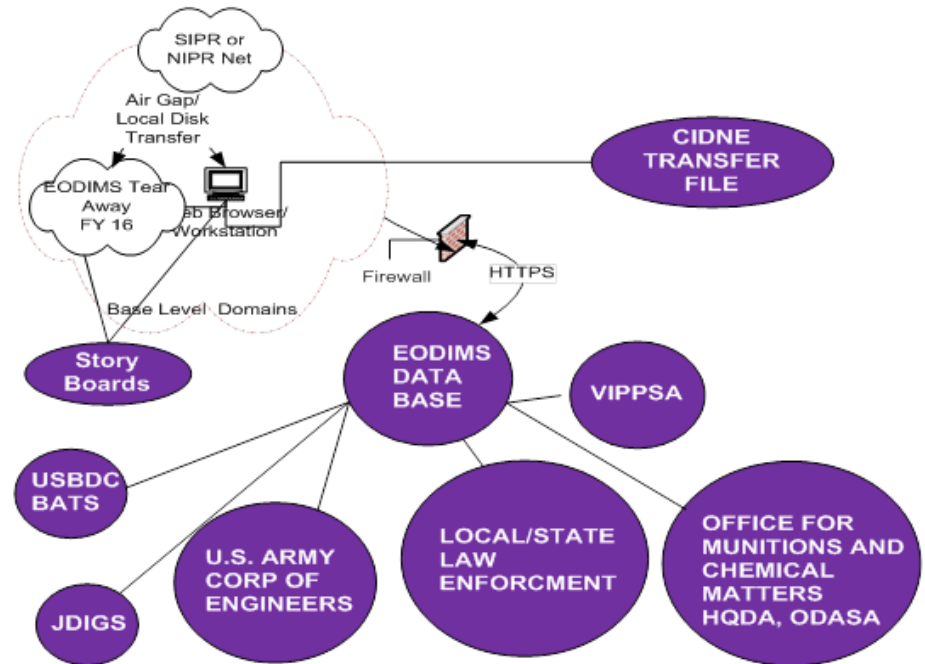 SIPR or
NIPR Net
Air Gap/
Local Disk
Transfer
EODIMS Tear
Away
FY 16
eb Browser/
Workstation
Base Level Domains
CIDNE
TRANSFER
FILE
Firewall
HTTPS
Story
Boards
EODIMS
DATA
BASE
VIPPSA
USBDC
BATS
JDIGS
U.S. ARMY
CORP OF
ENGINEERS
LOCAL/STATE
LAW
ENFORCMENT
OFFICE FOR
MUNITIONS AND
CHEMICAL
MATTERS
HQDA, ODASA